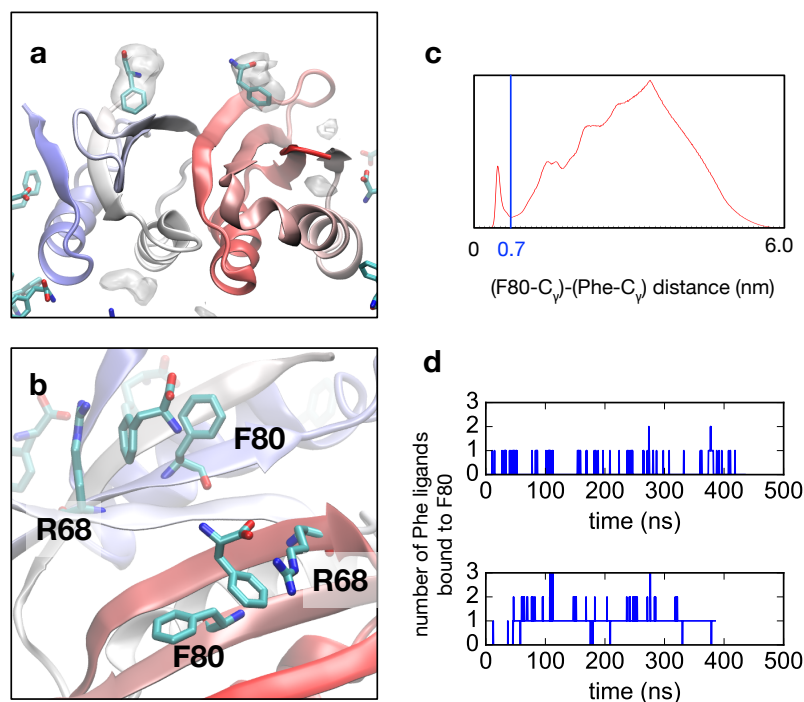 a
b
F80
R68
R68
F80
c
0 0.7 6.0
(F80-Cγ)-(Phe-Cγ) distance (nm)
d
number of Phe ligands
bound to F80
3
2
1
0
0 100 200 300 400 500
time (ns)
3
2
1
0
0 100 200 300 400 500
time (ns)